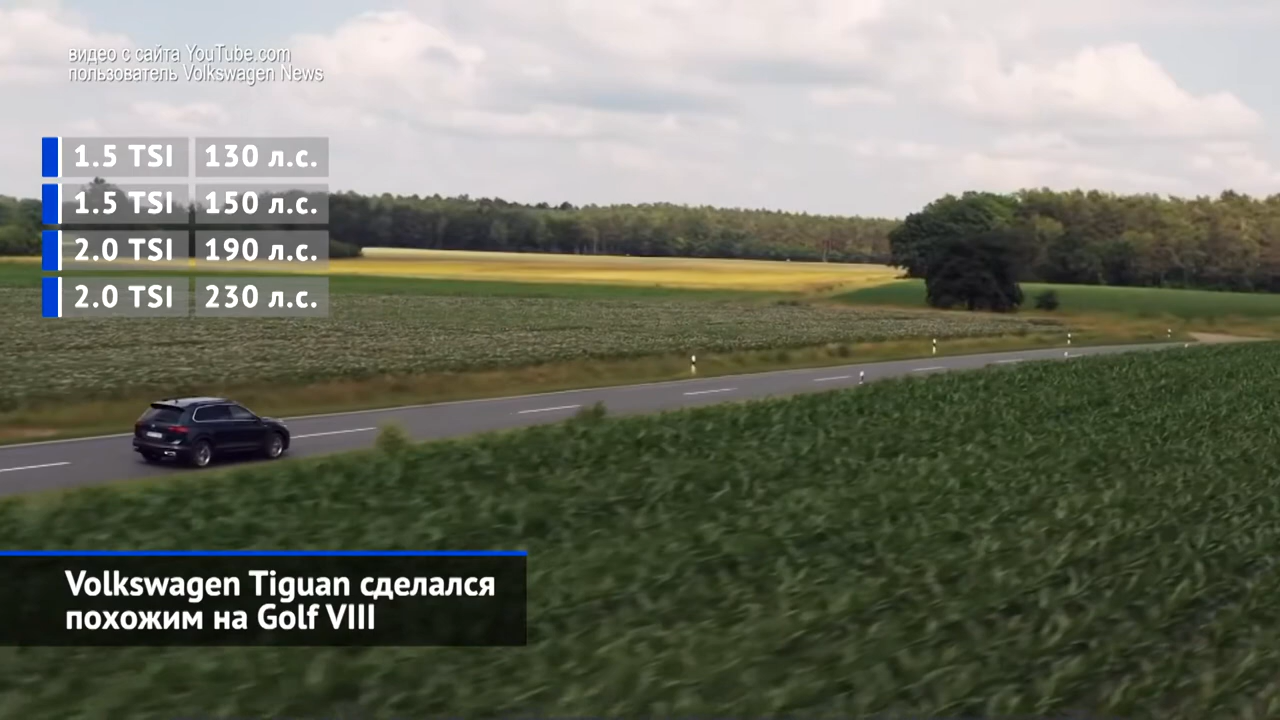 видео с сайта YouTube.com
пользователь Volkswagen News
1.5 TSI 130 л.с.
1.5 TSI 150 л.с.
2.0 TSI 190 л.с.
2.0 TSI 230 л.с.
Volkswagen Tiguan сделался
похожим на Golf VIII